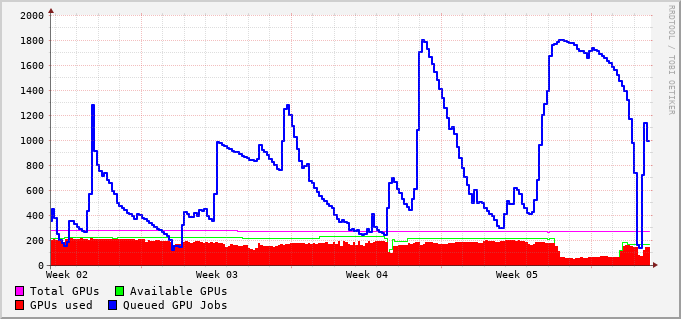 2000
1800
1600
1400
1200
1000
800
600
400
200
0
Week 02 Week 03 Week 04 Week 05
Total GPUs Available GPUs
GPUs used Queued GPU Jobs
RRDTOOL / TOBI OETIKER